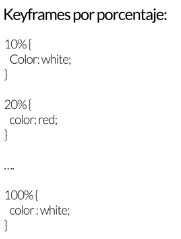 Keyframes por porcentaje:
10%{
Color: white;
}
20%{
color: red;
}
....
100%{
color : white;
}